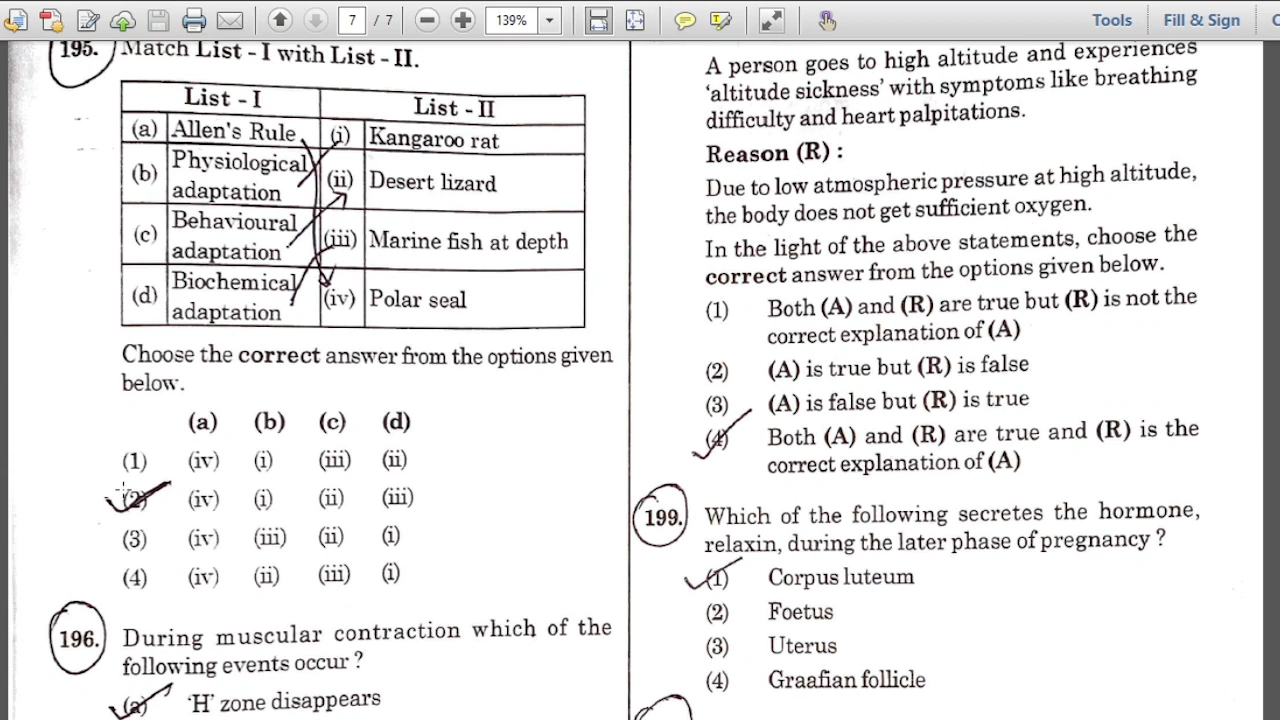 7 / 7
139%
Tools
Fill & Sign
195. Match List - I with List - II.
List - I List - II
(a) Allen's Rule (i) Kangaroo rat
(b) Physiological adaptation (ii) Desert lizard
(c) Behavioural adaptation (iii) Marine fish at depth
(d) Biochemical adaptation (iv) Polar seal
Choose the correct answer from the options given
below.
(a) (b) (c) (d)
(1) (iv) (i) (iii) (ii)
(2) (iv) (i) (ii) (iii)
(3) (iv) (iii) (ii) (i)
(4) (iv) (ii) (iii) (i)
196. During muscular contraction which of the
following events occur ?
(a) 'H' zone disappears
A person goes to high altitude and experiences
'altitude sickness' with symptoms like breathing
difficulty and heart palpitations.
Reason (R) :
Due to low atmospheric pressure at high altitude,
the body does not get sufficient oxygen.
In the light of the above statements, choose the
correct answer from the options given below.
(1) Both (A) and (R) are true but (R) is not the
correct explanation of (A)
(2) (A) is true but (R) is false
(3) (A) is false but (R) is true
(4) Both (A) and (R) are true and (R) is the
correct explanation of (A)
199. Which of the following secretes the hormone,
relaxin, during the later phase of pregnancy ?
(1) Corpus luteum
(2) Foetus
(3) Uterus
(4) Graafian follicle